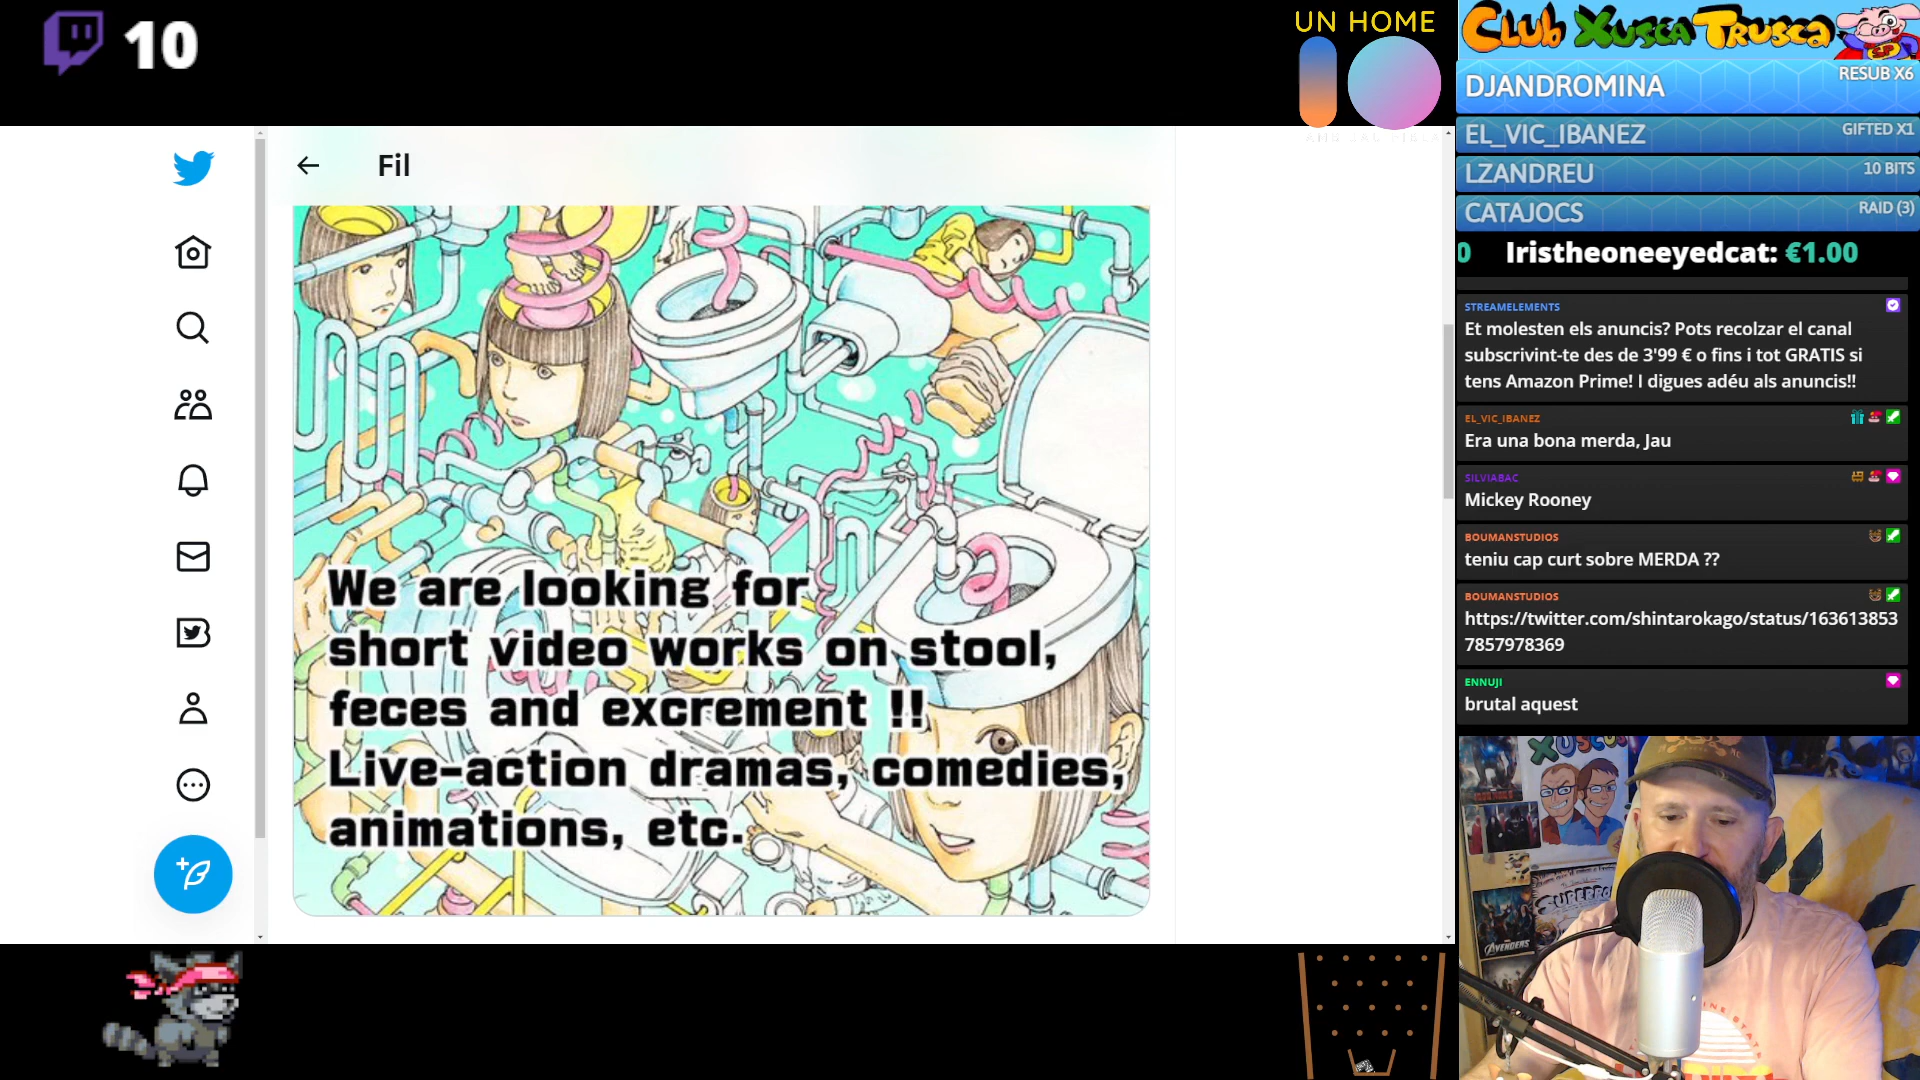 10
UN HOME
Club Xusca Trusca
SP
DJANDROMINA
RESUB X6
EL_VIC_IBANEZ
GIFTED X1
LZANDREU
10 BITS
CATAJOCS
RAID (3)
0 Iristheoneeyedcat: €1.00
Fil
We are looking for
short video works on stool,
feces and excrement !!
Live-action dramas, comedies,
animations, etc.
STREAMELEMENTS
Et molesten els anuncis? Pots recolzar el canal
subscrivint-te des de 3'99 € o fins i tot GRATIS si
tens Amazon Prime! I digues adéu als anuncis!!
EL_VIC_IBANEZ
Era una bona merda, Jau
SILVIABAC
Mickey Rooney
BOUMANSTUDIOS
teniu cap curt sobre MERDA ??
BOUMANSTUDIOS
https://twitter.com/shintarokago/status/163613853
7857978369
ENNUJI
brutal aquest
AVENGERS